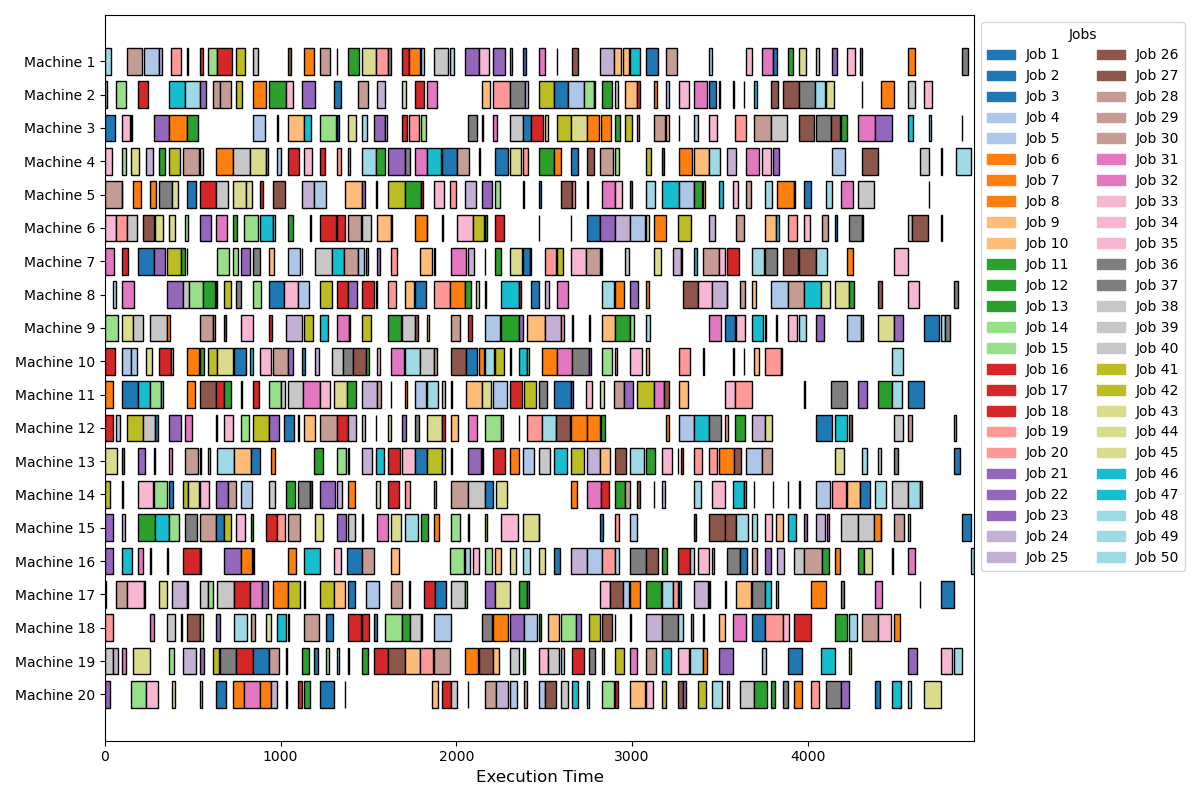 Machine 1
Machine 2
Machine 3
Machine 4
Machine 5
Machine 6
Machine 7
Machine 8
Machine 9
Machine 10
Machine 11
Machine 12
Machine 13
Machine 14
Machine 15
Machine 16
Machine 17
Machine 18
Machine 19
Machine 20
0 1000 2000 3000 4000
Execution Time
Jobs
Job 1 Job 26
Job 2 Job 27
Job 3 Job 28
Job 4 Job 29
Job 5 Job 30
Job 6 Job 31
Job 7 Job 32
Job 8 Job 33
Job 9 Job 34
Job 10 Job 35
Job 11 Job 36
Job 12 Job 37
Job 13 Job 38
Job 14 Job 39
Job 15 Job 40
Job 16 Job 41
Job 17 Job 42
Job 18 Job 43
Job 19 Job 44
Job 20 Job 45
Job 21 Job 46
Job 22 Job 47
Job 23 Job 48
Job 24 Job 49
Job 25 Job 50